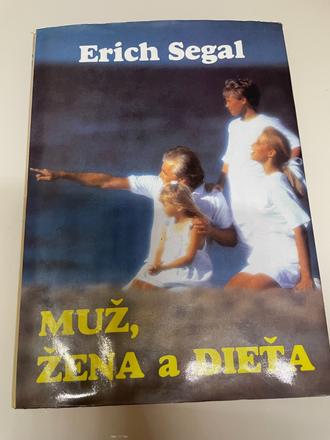 Erich Segal
MUŽ,
ŽENA a DIEŤA